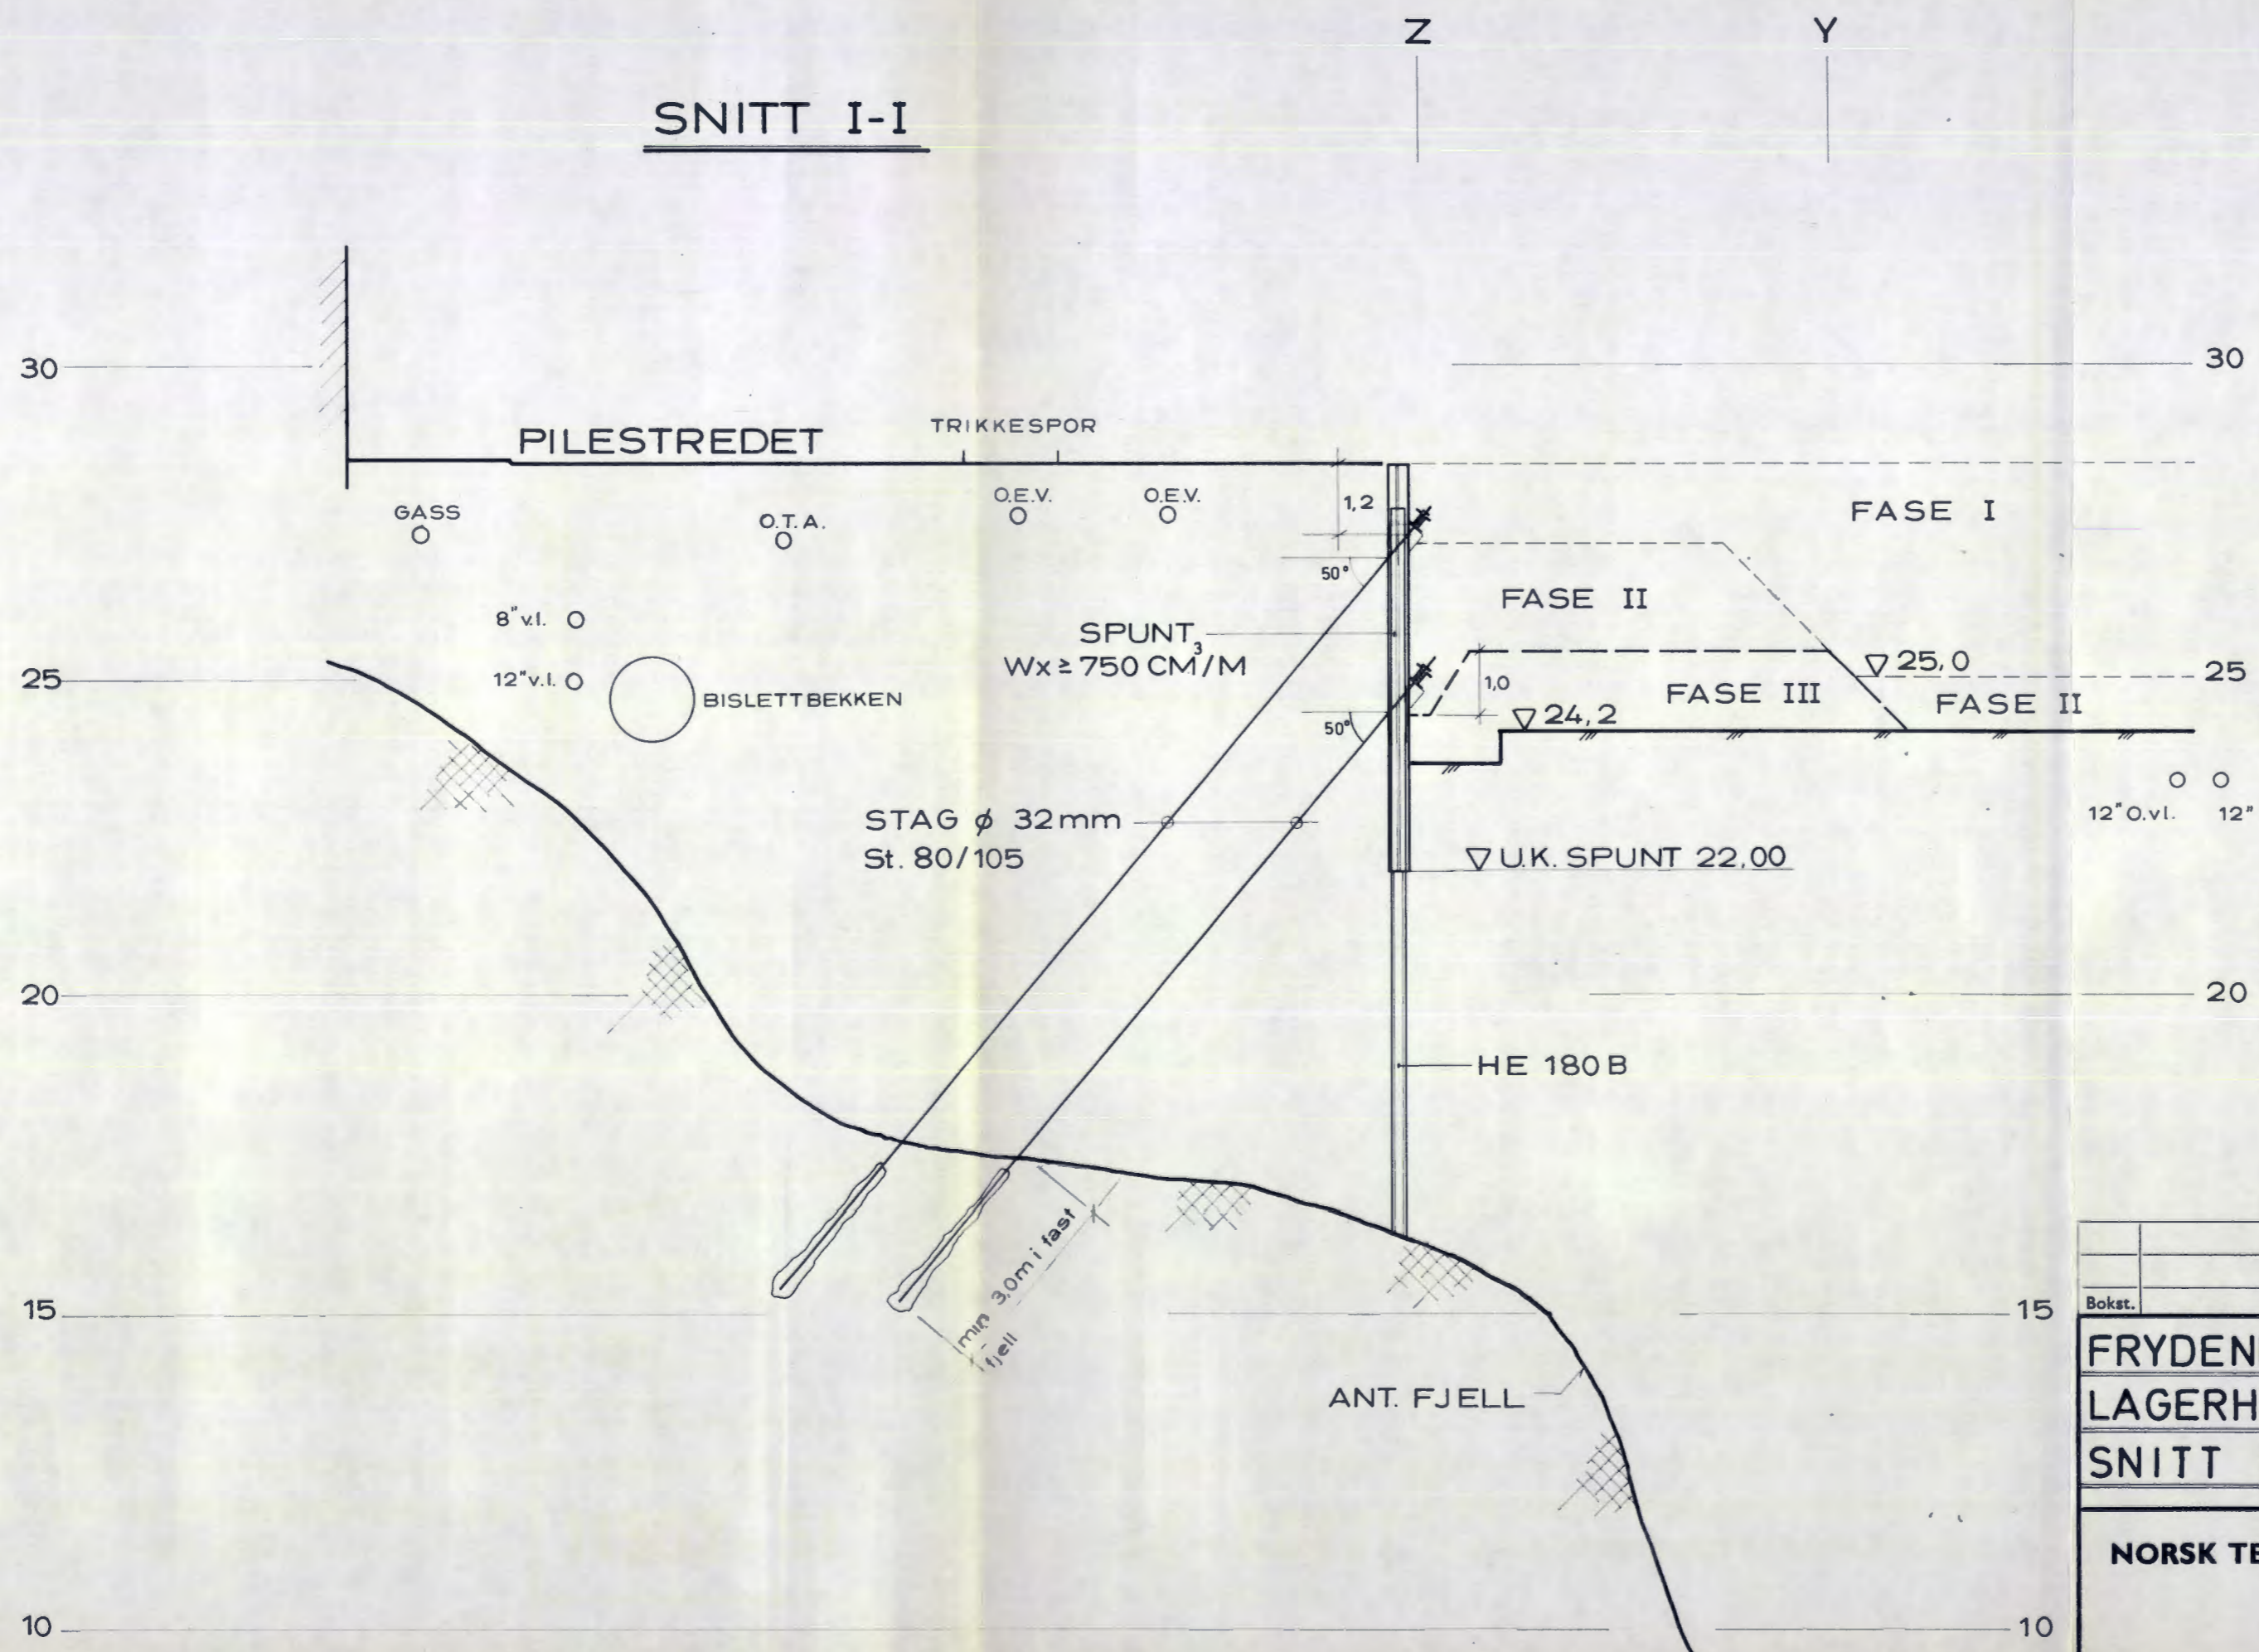 Z
Y
SNITT I-I
30
30
PILESTREDET
TRIKKESPOR
GASS
O.T.A.
O.E.V.
O.E.V.
1,2
FASE I
50°
FASE II
8" v.l.
SPUNT
Wx ≥ 750 CM³/M
25
12" v.l.
BISLETTBEKKEN
1,0
FASE III
25,0
25
FASE II
50°
24,2
12" O.vl.
12"
STAG ϕ 32mm
St. 80/105
U.K. SPUNT 22,00
20
20
HE 180 B
min 3,0m i fast
fjell
15
15
Bokst.
FRYDEN
LAGERH
SNITT
ANT. FJELL
NORSK TE
10
10